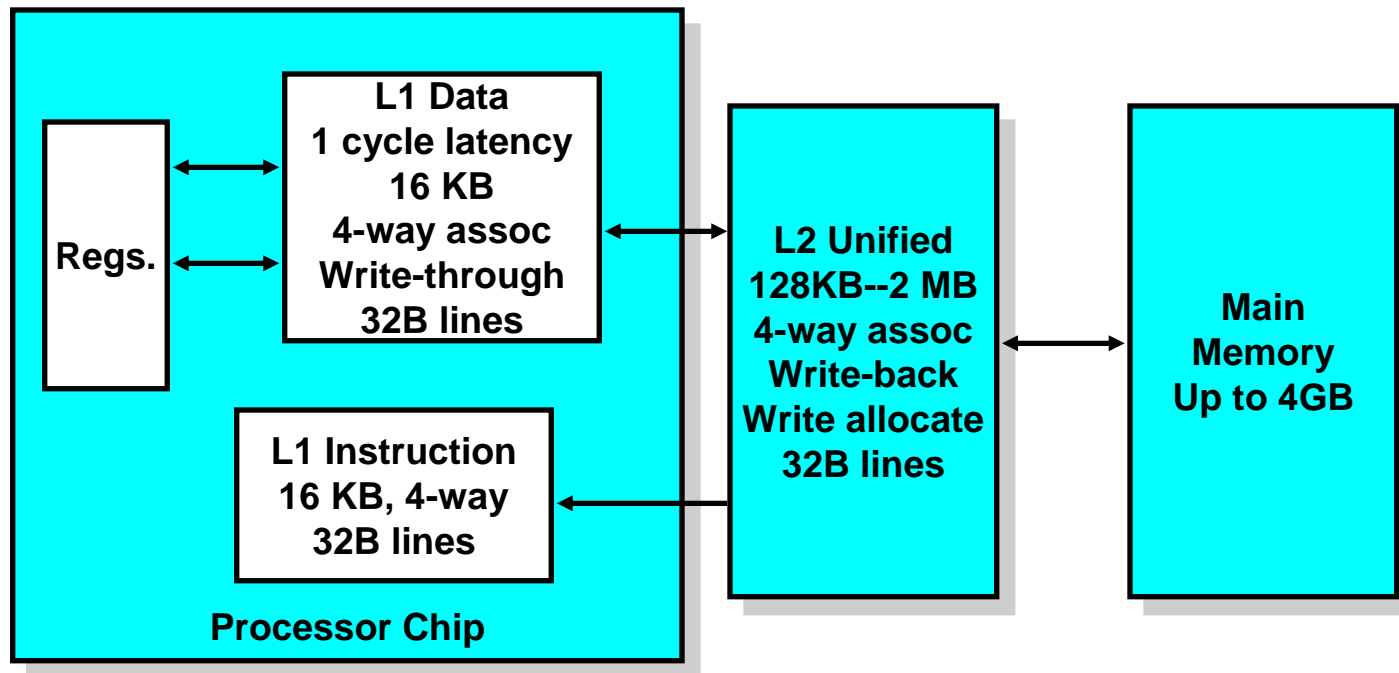 Regs.
L1 Data
1 cycle latency
16 KB
4-way assoc
Write-through
32B lines
L1 Instruction
16 KB, 4-way
32B lines
Processor Chip
L2 Unified
128KB--2 MB
4-way assoc
Write-back
Write allocate
32B lines
Main
Memory
Up to 4GB